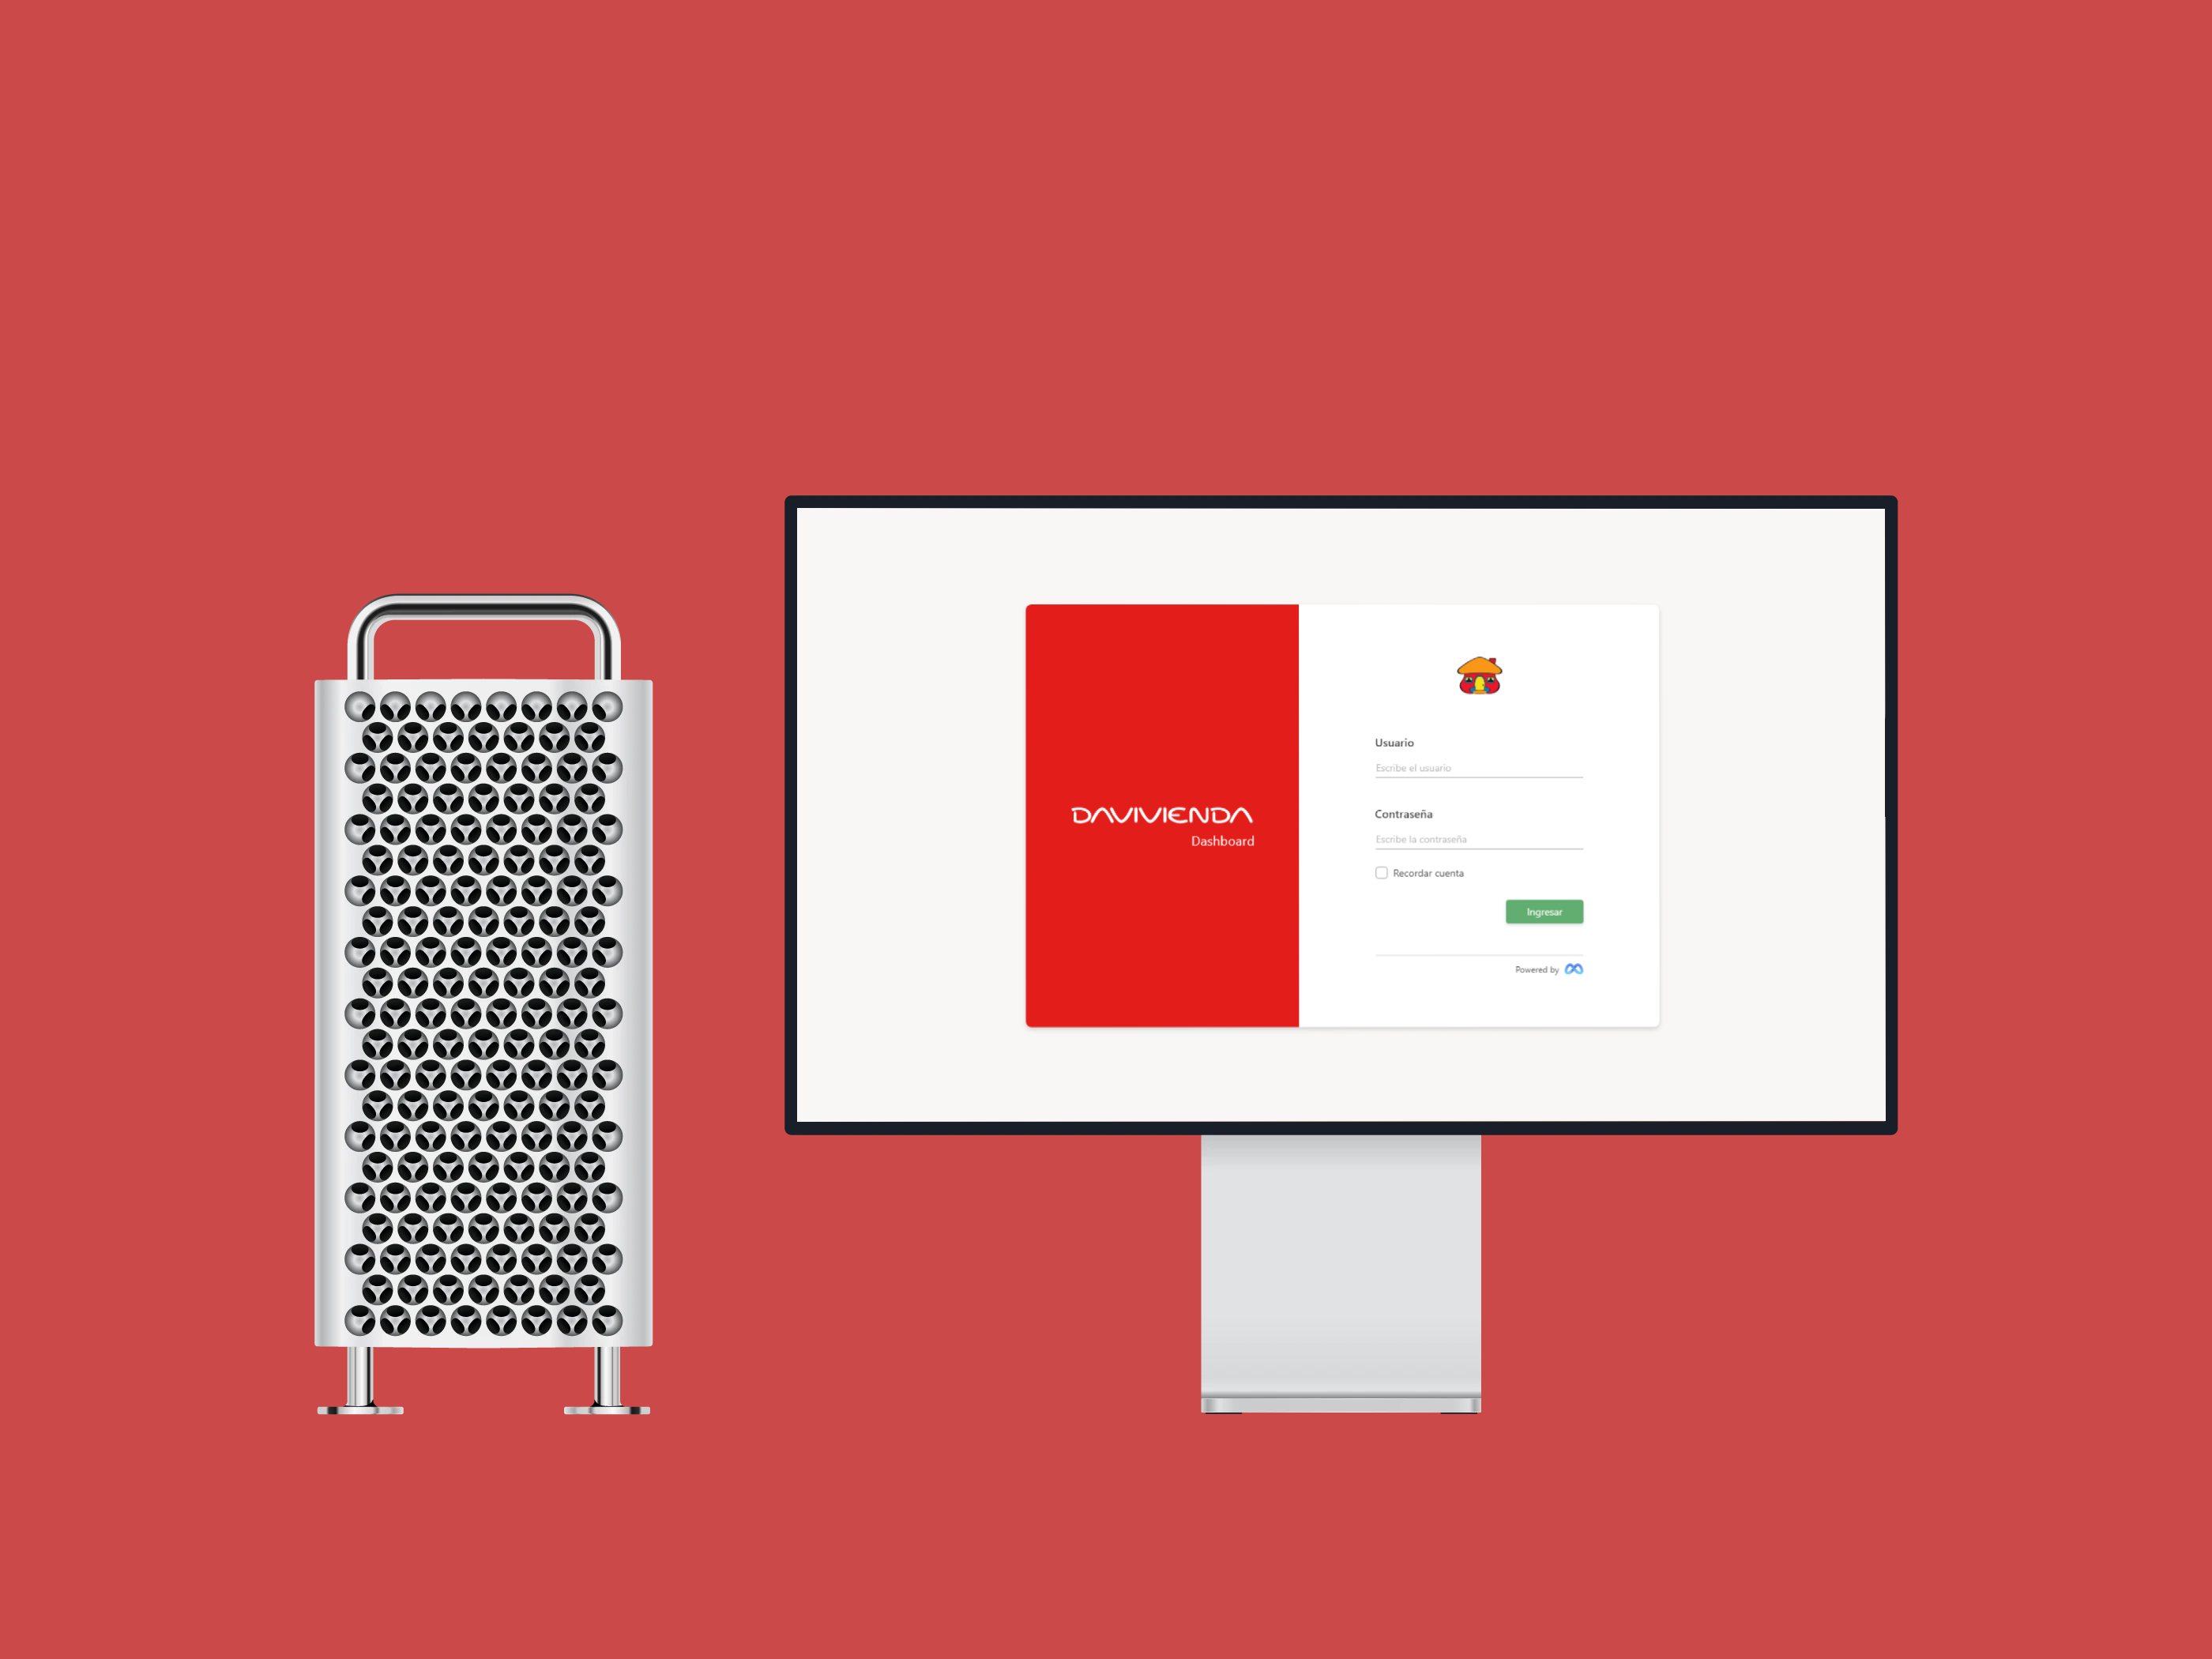 DAVIVIENDA
Dashboard
Usuario
Escribe el usuario
Contraseña
Escribe la contraseña
Recordar cuenta
Ingresar
Powered by